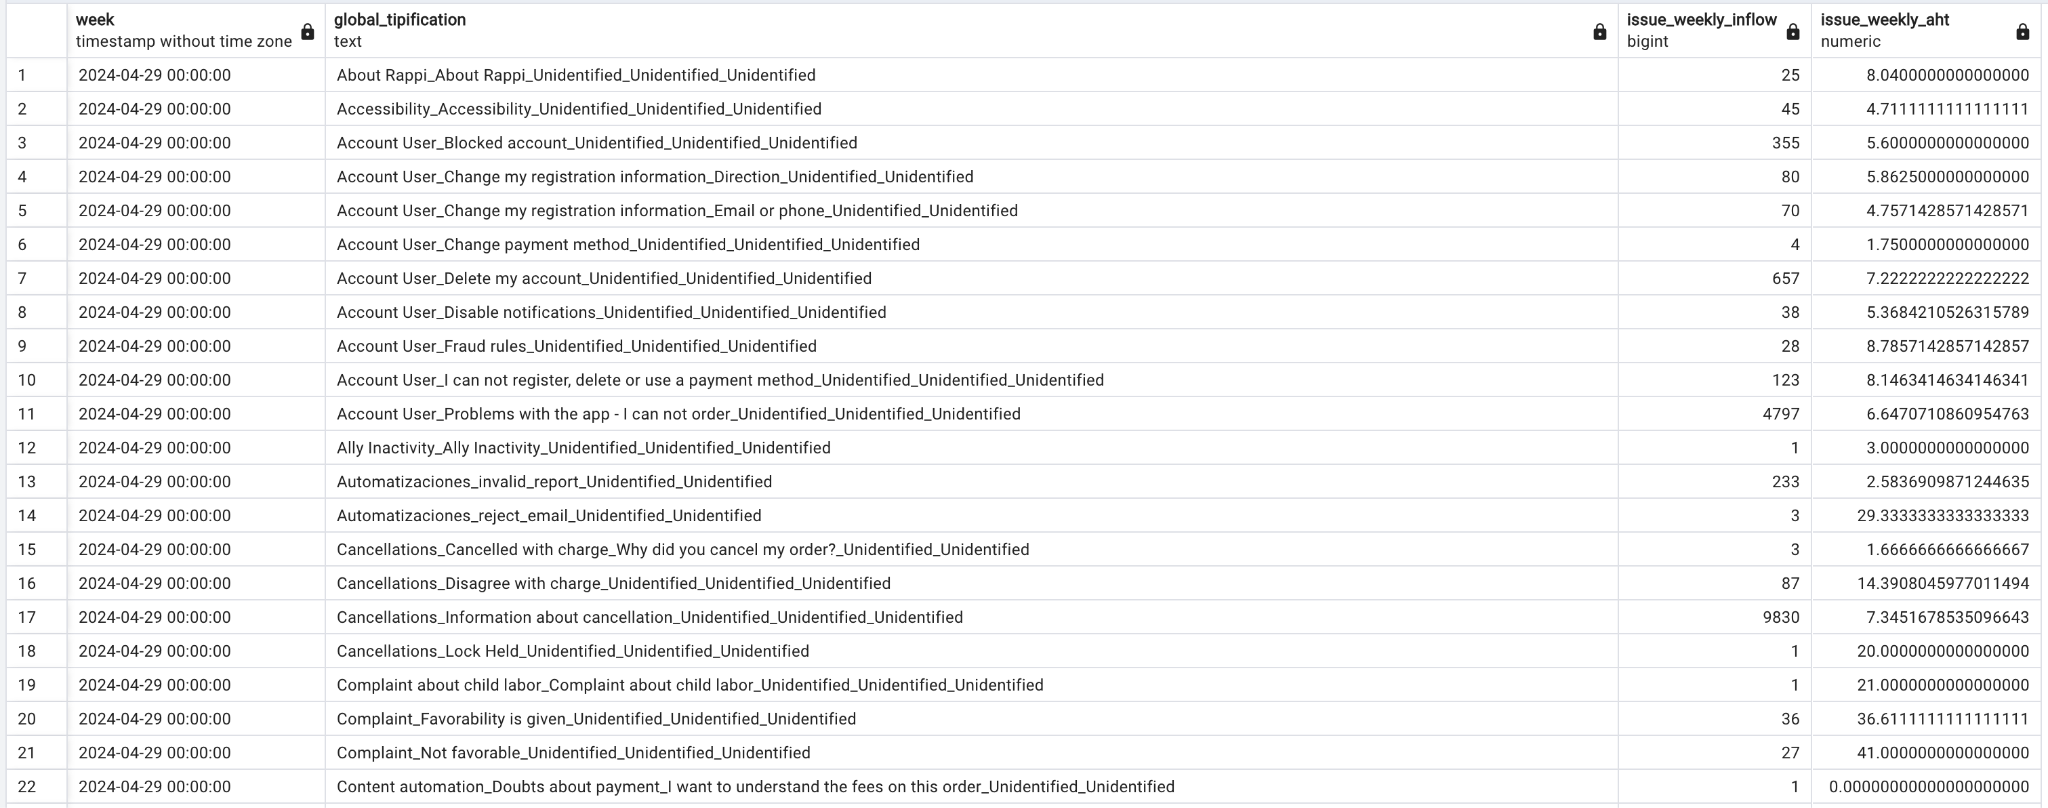 week global_tipification issue_weekly_inflow issue_weekly_aht
timestamp without time zone text bigint numeric
1 2024-04-29 00:00:00 About Rappi_About Rappi_Unidentified_Unidentified_Unidentified 25 8.0400000000000000
2 2024-04-29 00:00:00 Accessibility_Accessibility_Unidentified_Unidentified_Unidentified 45 4.7111111111111111
3 2024-04-29 00:00:00 Account User_Blocked account_Unidentified_Unidentified_Unidentified 355 5.6000000000000000
4 2024-04-29 00:00:00 Account User_Change my registration information_Direction_Unidentified_Unidentified 80 5.8625000000000000
5 2024-04-29 00:00:00 Account User_Change my registration information_Email or phone_Unidentified_Unidentified 70 4.7571428571428571
6 2024-04-29 00:00:00 Account User_Change payment method_Unidentified_Unidentified_Unidentified 4 1.7500000000000000
7 2024-04-29 00:00:00 Account User_Delete my account_Unidentified_Unidentified_Unidentified 657 7.2222222222222222
8 2024-04-29 00:00:00 Account User_Disable notifications_Unidentified_Unidentified_Unidentified 38 5.3684210526315789
9 2024-04-29 00:00:00 Account User_Fraud rules_Unidentified_Unidentified_Unidentified 28 8.7857142857142857
10 2024-04-29 00:00:00 Account User_I can not register, delete or use a payment method_Unidentified_Unidentified_Unidentified 123 8.1463414634146341
11 2024-04-29 00:00:00 Account User_Problems with the app - I can not order_Unidentified_Unidentified_Unidentified 4797 6.6470710860954763
12 2024-04-29 00:00:00 Ally Inactivity_Ally Inactivity_Unidentified_Unidentified_Unidentified 1 3.0000000000000000
13 2024-04-29 00:00:00 Automatizaciones_invalid_report_Unidentified_Unidentified 233 2.5836909871244635
14 2024-04-29 00:00:00 Automatizaciones_reject_email_Unidentified_Unidentified 3 29.3333333333333333
15 2024-04-29 00:00:00 Cancellations_Cancelled with charge_Why did you cancel my order?_Unidentified_Unidentified 3 1.6666666666666667
16 2024-04-29 00:00:00 Cancellations_Disagree with charge_Unidentified_Unidentified_Unidentified 87 14.3908045977011494
17 2024-04-29 00:00:00 Cancellations_Information about cancellation_Unidentified_Unidentified_Unidentified 9830 7.3451678535096643
18 2024-04-29 00:00:00 Cancellations_Lock Held_Unidentified_Unidentified_Unidentified 1 20.0000000000000000
19 2024-04-29 00:00:00 Complaint about child labor_Complaint about child labor_Unidentified_Unidentified_Unidentified 1 21.0000000000000000
20 2024-04-29 00:00:00 Complaint_Favorability is given_Unidentified_Unidentified_Unidentified 36 36.6111111111111111
21 2024-04-29 00:00:00 Complaint_Not favorable_Unidentified_Unidentified_Unidentified 27 41.0000000000000000
22 2024-04-29 00:00:00 Content automation_Doubts about payment_I want to understand the fees on this order_Unidentified_Unidentified 1 0.00000000000000000000